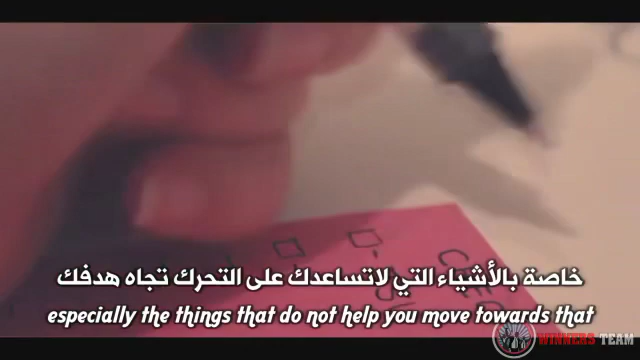 خاصة بالأشياء التي لاتساعدك على التحرك تجاه هدفك
especially the things that do not help you move towards that
WINNERS TEAM